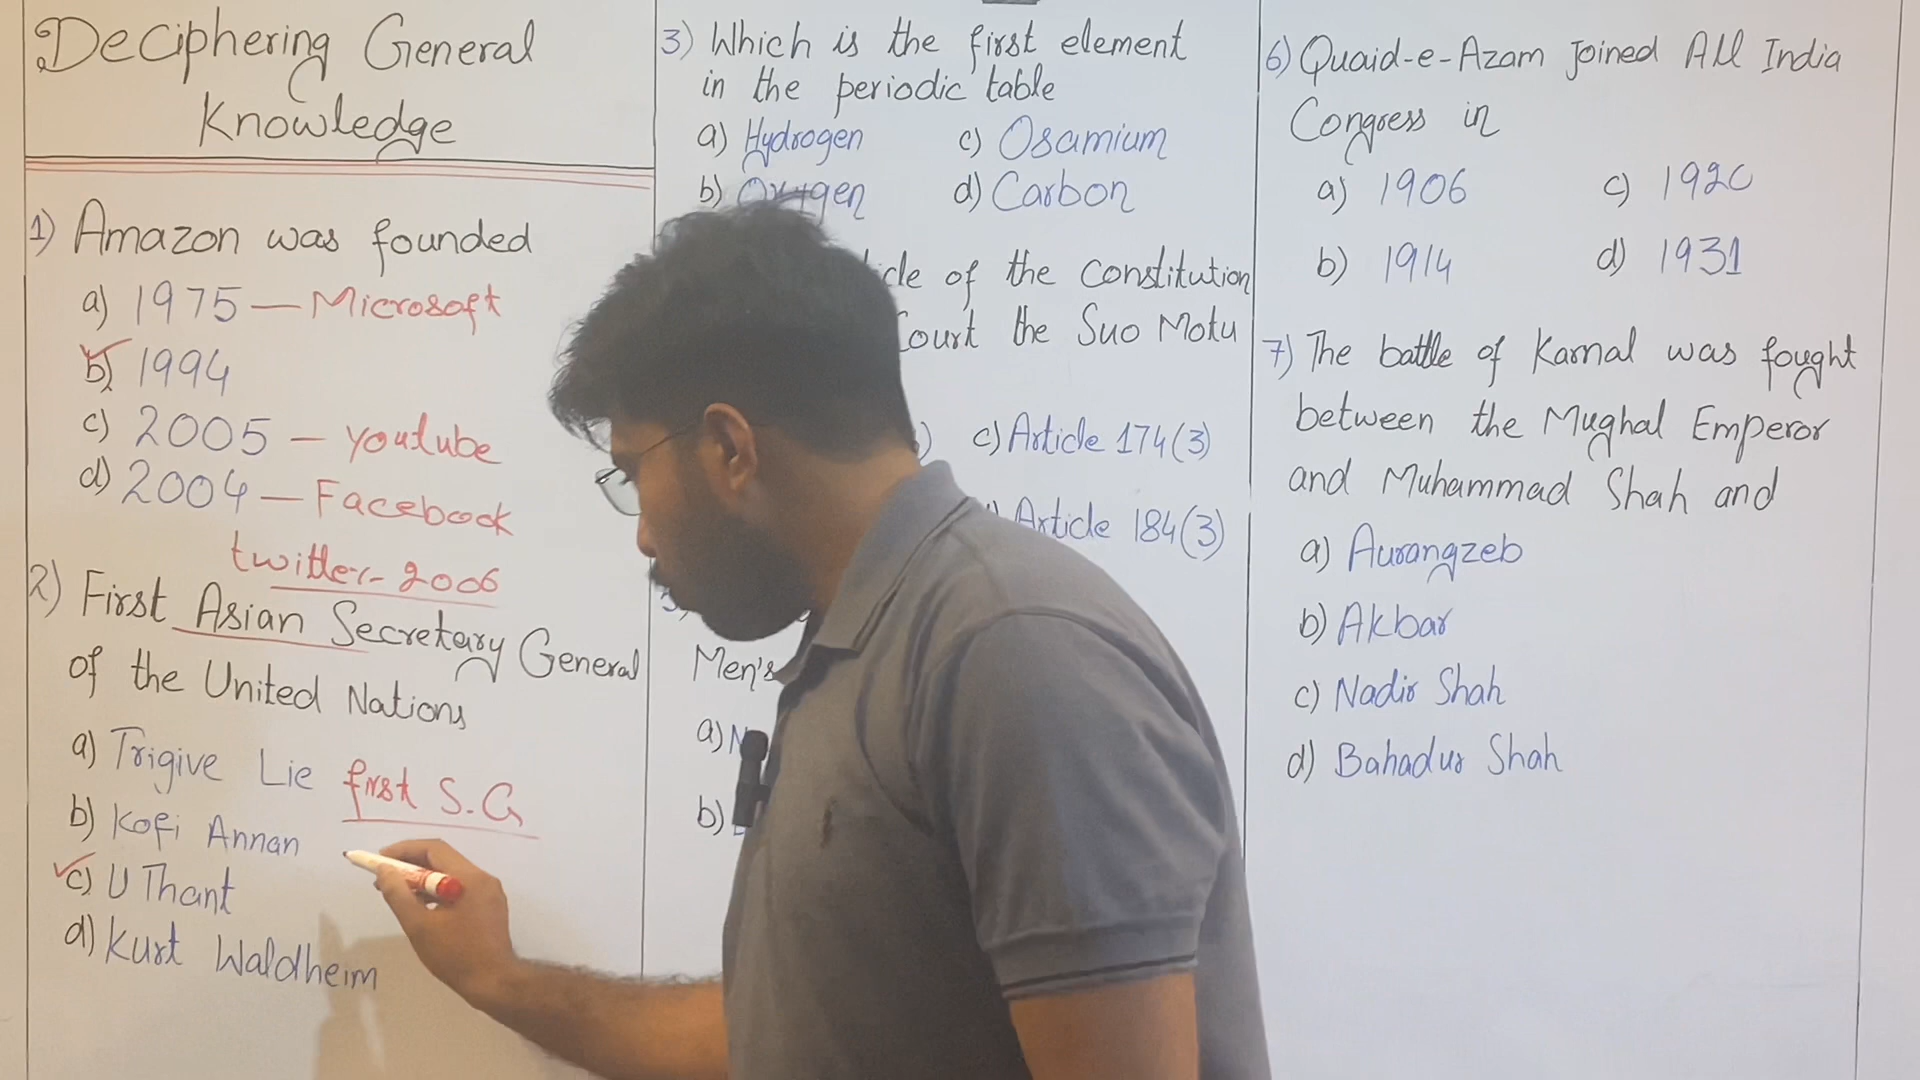 Deciphering General
Knowledge
1) Amazon was founded
a) 1975 — Microsoft
b) 1994
c) 2005 — youtube
d) 2004 — Facebook
twitter - 2006
2) First Asian Secretary General
of the United Nations
a) Trigive Lie first S.G
b) Kofi Annan
c) U Thant
d) Kurt Waldheim
3) Which is the first element
in the periodic table
a) Hydrogen c) Osamium
b) Oxygen d) Carbon
of the Constitution
Court the Suo Motu
c) Article 174(3)
Article 184(3)
Men's
a)
b)
6) Quaid-e-Azam Joined All India
Congress in
a) 1906 c) 1920
b) 1914 d) 1931
7) The battle of Karnal was fought
between the Mughal Emperor
and Muhammad Shah and
a) Aurangzeb
b) Akbar
c) Nadir Shah
d) Bahadur Shah